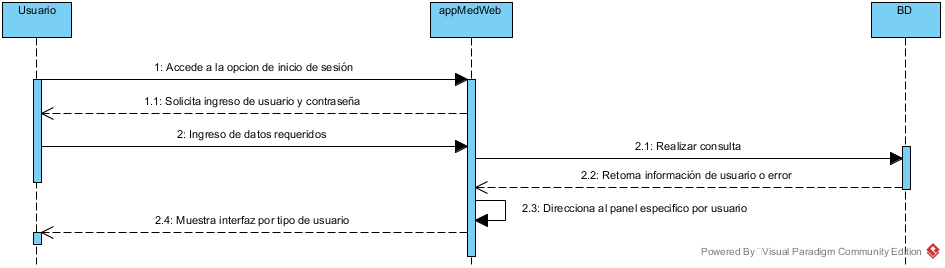 Usuario
appMedWeb
BD
1: Accede a la opcion de inicio de sesión
1.1: Solicita ingreso de usuario y contraseña
2: Ingreso de datos requeridos
2.1: Realizar consulta
2.2: Retorna información de usuario o error
2.3: Direcciona al panel especifico por usuario
2.4: Muestra interfaz por tipo de usuario
Powered By Visual Paradigm Community Edition